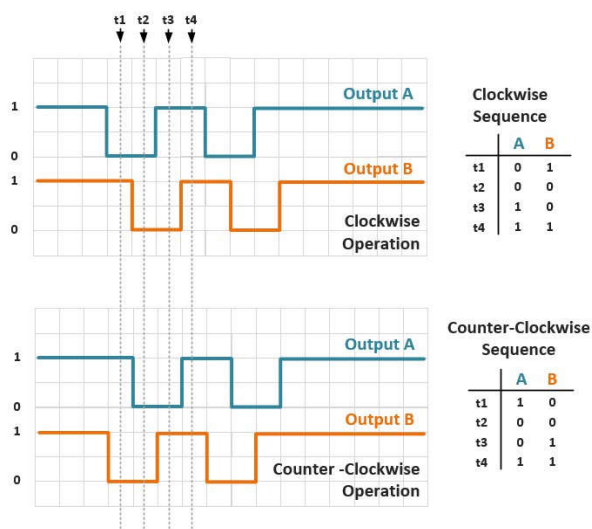 t1 t2 t3 t4
1
0
Output A
1
0
Output B
Clockwise
Operation
Clockwise
Sequence
A B
t1 0 1
t2 0 0
t3 1 0
t4 1 1
1
0
Output A
1
0
Output B
Counter -Clockwise
Operation
Counter-Clockwise
Sequence
A B
t1 1 0
t2 0 0
t3 0 1
t4 1 1